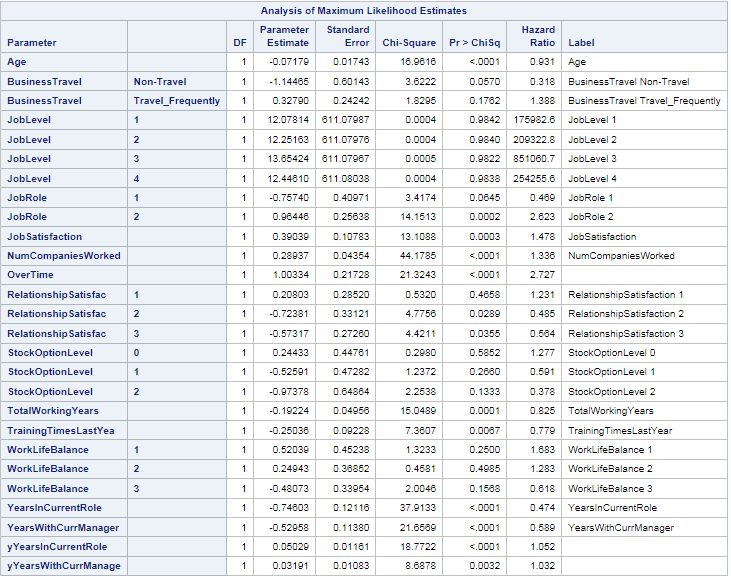 Analysis of Maximum Likelihood Estimates
Parameter DF Parameter Estimate Standard Error Chi-Square Pr > ChiSq Hazard Ratio Label
Age 1 -0.07179 0.01743 16.9616 <.0001 0.931 Age
BusinessTravel Non-Travel 1 -1.14465 0.60143 3.6222 0.0570 0.318 BusinessTravel Non-Travel
BusinessTravel Travel_Frequently 1 0.32790 0.24242 1.8295 0.1762 1.388 BusinessTravel Travel_Frequently
JobLevel 1 1 12.07814 611.07987 0.0004 0.9842 175982.6 JobLevel 1
JobLevel 2 1 12.25163 611.07976 0.0004 0.9840 209322.8 JobLevel 2
JobLevel 3 1 13.65424 611.07967 0.0005 0.9822 851060.7 JobLevel 3
JobLevel 4 1 12.44610 611.08038 0.0004 0.9838 254255.6 JobLevel 4
JobRole 1 1 -0.75740 0.40971 3.4174 0.0645 0.469 JobRole 1
JobRole 2 1 0.96446 0.25638 14.1513 0.0002 2.623 JobRole 2
JobSatisfaction 1 0.39039 0.10783 13.1088 0.0003 1.478 JobSatisfaction
NumCompaniesWorked 1 0.28937 0.04354 44.1785 <.0001 1.336 NumCompaniesWorked
OverTime 1 1.00334 0.21728 21.3243 <.0001 2.727
RelationshipSatisfac 1 1 0.20803 0.28520 0.5320 0.4658 1.231 RelationshipSatisfaction 1
RelationshipSatisfac 2 1 -0.72381 0.33121 4.7756 0.0289 0.485 RelationshipSatisfaction 2
RelationshipSatisfac 3 1 -0.57317 0.27260 4.4211 0.0355 0.564 RelationshipSatisfaction 3
StockOptionLevel 0 1 0.24433 0.44761 0.2980 0.5852 1.277 StockOptionLevel 0
StockOptionLevel 1 1 -0.52591 0.47282 1.2372 0.2660 0.591 StockOptionLevel 1
StockOptionLevel 2 1 -0.97378 0.64864 2.2538 0.1333 0.378 StockOptionLevel 2
TotalWorkingYears 1 -0.19224 0.04956 15.0489 0.0001 0.825 TotalWorkingYears
TrainingTimesLastYea 1 -0.25036 0.09228 7.3607 0.0067 0.779 TrainingTimesLastYear
WorkLifeBalance 1 1 0.52039 0.45238 1.3233 0.2500 1.683 WorkLifeBalance 1
WorkLifeBalance 2 1 0.24943 0.36852 0.4581 0.4985 1.283 WorkLifeBalance 2
WorkLifeBalance 3 1 -0.48073 0.33954 2.0046 0.1568 0.618 WorkLifeBalance 3
YearsInCurrentRole 1 -0.74603 0.12116 37.9133 <.0001 0.474 YearsInCurrentRole
YearsWithCurrManager 1 -0.52958 0.11380 21.6569 <.0001 0.589 YearsWithCurrManager
yYearsInCurrentRole 1 0.05029 0.01161 18.7722 <.0001 1.052
yYearsWithCurrManage 1 0.03191 0.01083 8.6878 0.0032 1.032